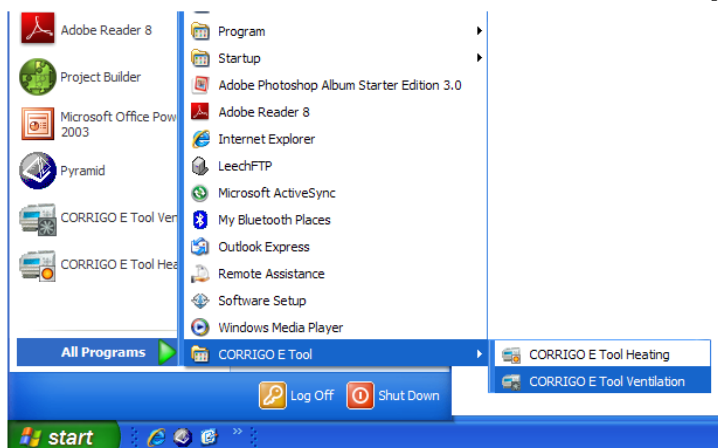 Adobe Reader 8
Project Builder
Microsoft Office Pow
2003
Pyramid
CORRIGO E Tool Ven
CORRIGO E Tool Hea
All Programs
Program
Startup
Adobe Photoshop Album Starter Edition 3.0
Adobe Reader 8
Internet Explorer
LeechFTP
Microsoft ActiveSync
My Bluetooth Places
Outlook Express
Remote Assistance
Software Setup
Windows Media Player
CORRIGO E Tool
CORRIGO E Tool Heating
CORRIGO E Tool Ventilation
Log Off
Shut Down
start